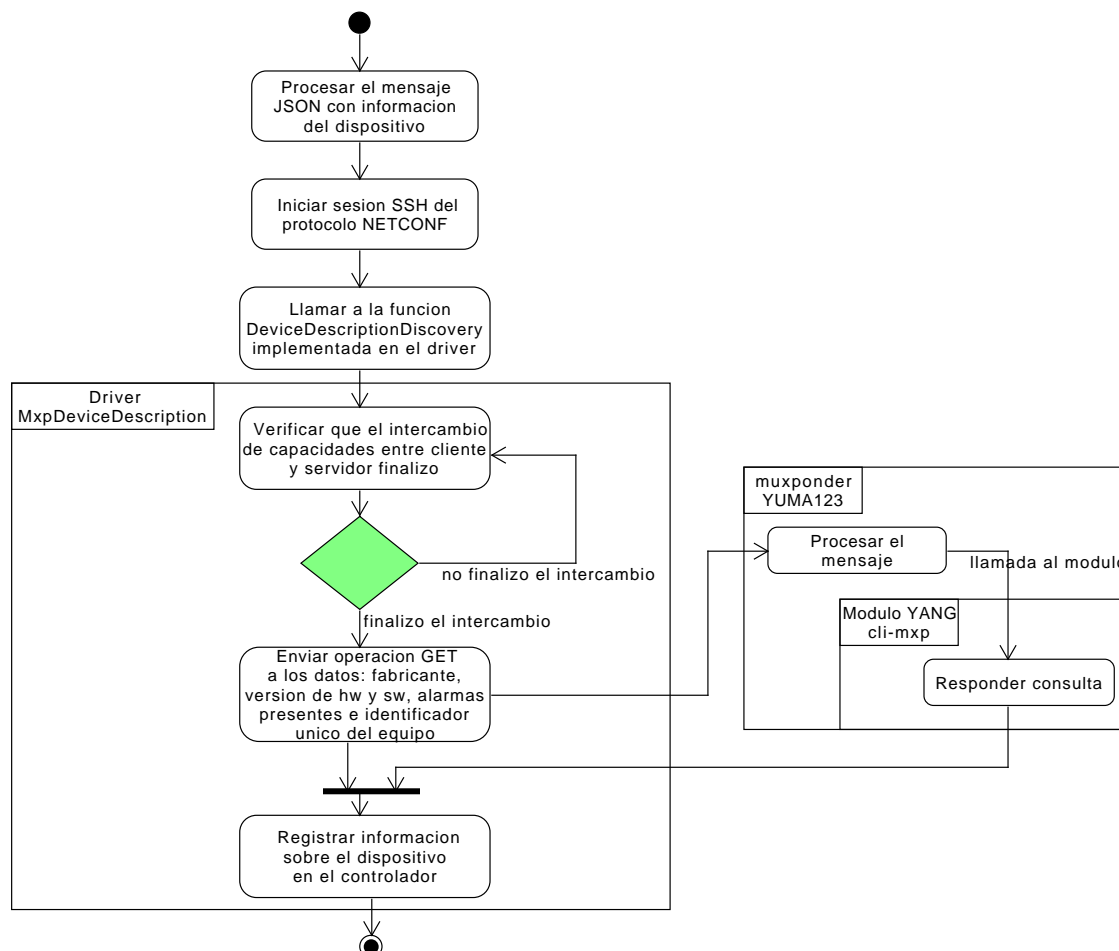 Procesar el mensaje
JSON con informacion
del dispositivo
Iniciar sesion SSH del
protocolo NETCONF
Llamar a la funcion
DeviceDescriptionDiscovery
implementada en el driver
Driver
MxpDeviceDescription
Verificar que el intercambio
de capacidades entre cliente
y servidor finalizo
no finalizo el intercambio
finalizo el intercambio
Enviar operacion GET
a los datos: fabricante,
version de hw y sw, alarmas
presentes e identificador
unico del equipo
muxponder
YUMA123
Procesar el
mensaje
llamada al modulo
Modulo YANG
cli-mxp
Responder consulta
Registrar informacion
sobre el dispositivo
en el controlador